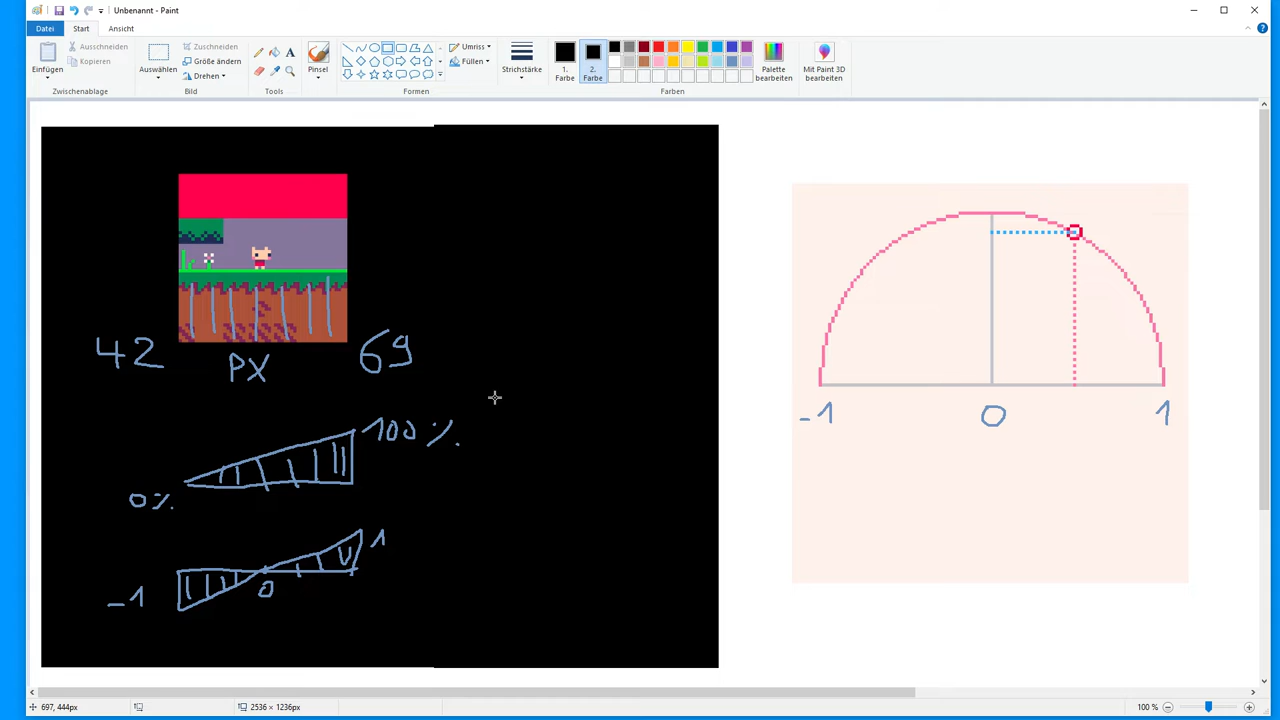 Unbenannt - Paint
Datei Start Ansicht
Einfügen
Ausschneiden
Kopieren
Zwischenablage
Auswählen
Zuschneiden
Größe ändern
Drehen
Bild
A
Tools
Pinsel
Umriss
Füllen
Formen
Strichstärke
1.
Farbe
2.
Farbe
Palette
bearbeiten
Farben
Mit Paint 3D
bearbeiten
42 PX 69
0%
100%
-1 0 1
-1 0 1
697, 444px
2536 × 1236px
100 %